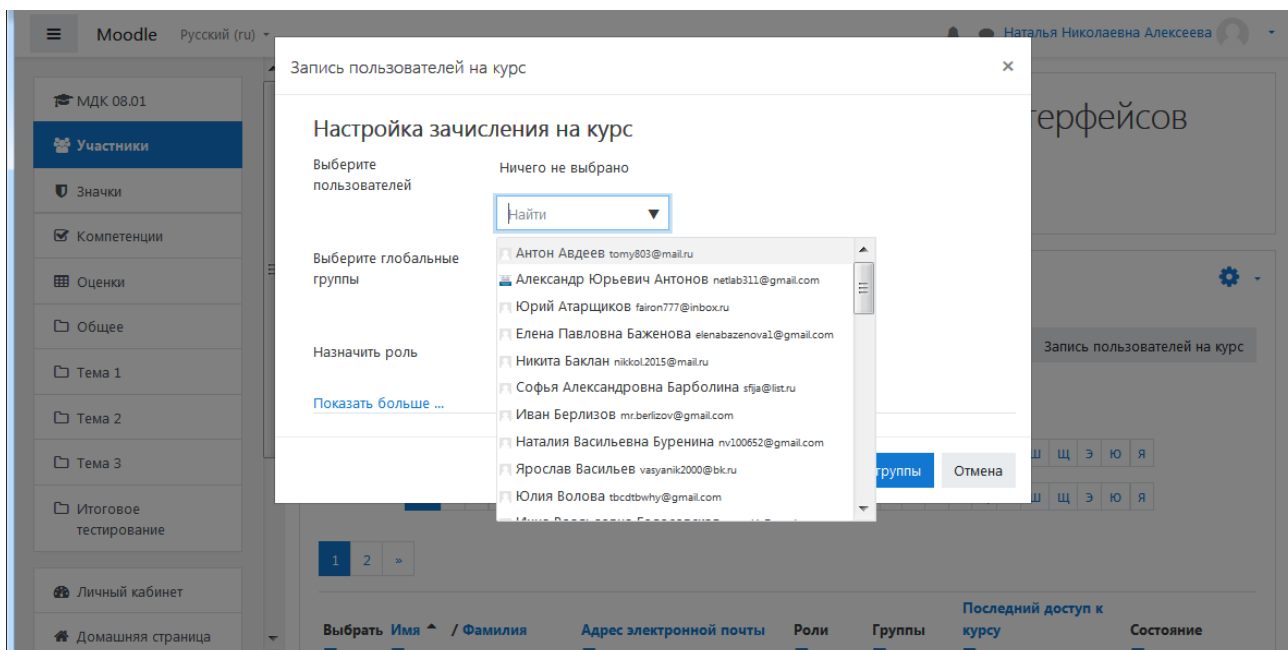 Moodle Русский (ru)
Наталья Николаевна Алексеева
МДК 08.01
Участники
Значки
Компетенции
Оценки
Общее
Тема 1
Тема 2
Тема 3
Итоговое
тестирование
Личный кабинет
Домашняя страница
Запись пользователей на курс
×
Настройка зачисления на курс
Выберите
пользователей
Ничего не выбрано
Найти
Выберите глобальные
группы
Назначить роль
Показать больше ...
Антон Авдеев tomy803@mail.ru
Александр Юрьевич Антонов netlab311@gmail.com
Юрий Атарщиков fairon777@inbox.ru
Елена Павловна Баженова elenabazenova1@gmail.com
Никита Баклан nikkol.2015@mail.ru
Софья Александровна Барболина sfija@list.ru
Иван Берлизов mr.berlizov@gmail.com
Наталия Васильевна Буренина nv100652@gmail.com
Ярослав Васильев vasyanik2000@bk.ru
Юлия Волова tbcdtbwhy@gmail.com
группы
Отмена
ерфейсов
Запись пользователей на курс
Ш Щ Э Ю Я
Ш Щ Э Ю Я
1 2 »
Выбрать Имя / Фамилия Адрес электронной почты Роли Группы Последний доступ к
курсу Состояние